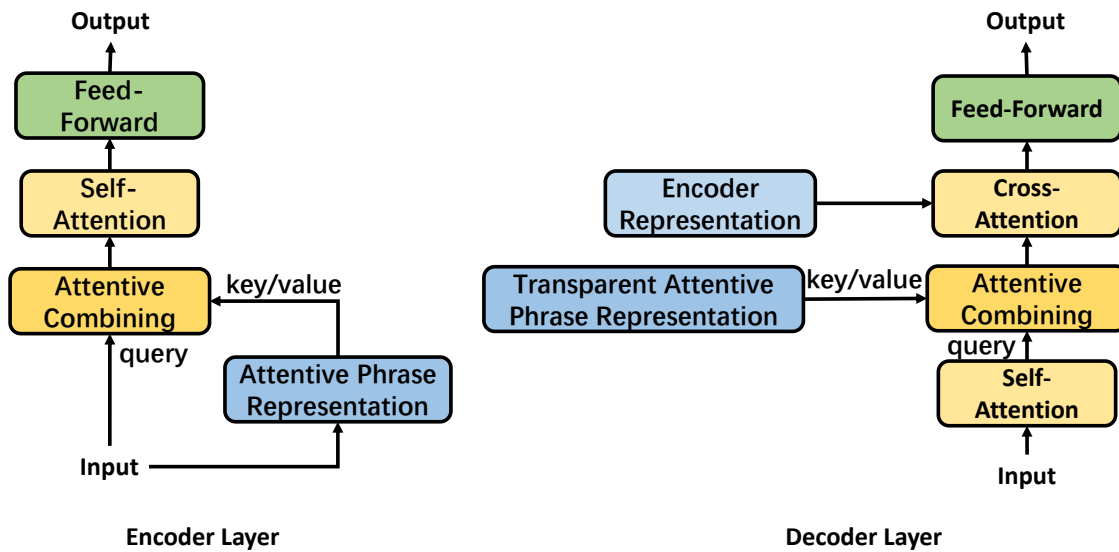 Output
Feed-
Forward
Self-
Attention
Attentive
Combining
key/value
query
Attentive Phrase
Representation
Input
Encoder Layer
Output
Feed-Forward
Encoder
Representation
Cross-
Attention
Transparent Attentive
Phrase Representation
key/value
Attentive
Combining
query
Self-
Attention
Input
Decoder Layer